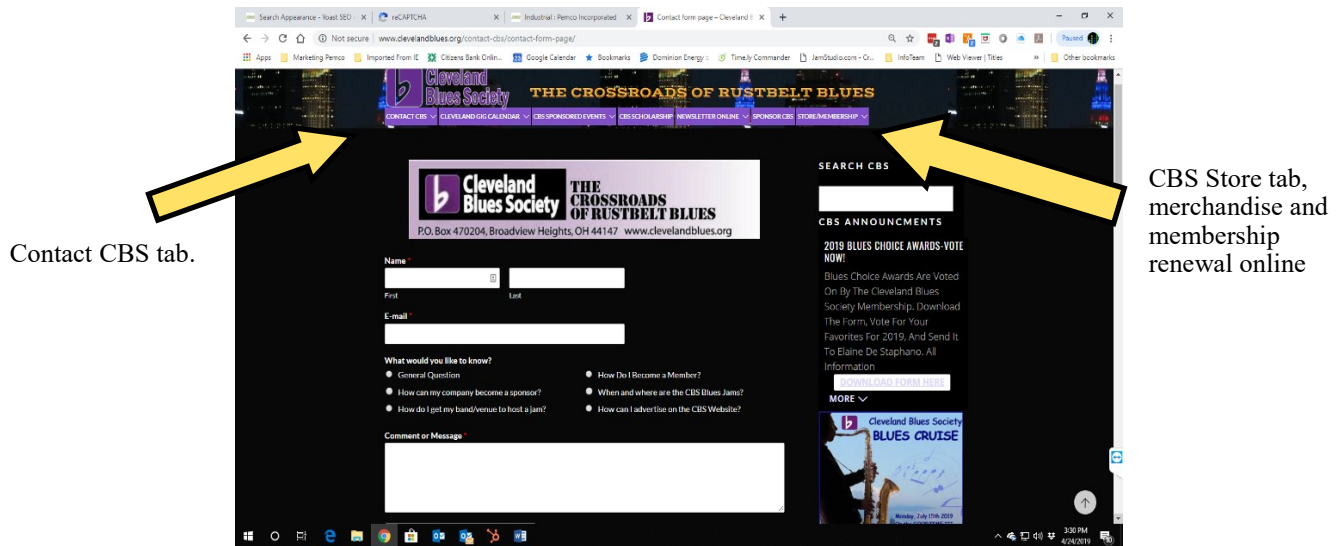 Search Appearance - Yoast SEO
reCAPTCHA
Industrial : Pemco Incorporated
Contact form page – Cleveland B
Not secure | www.clevelandblues.org/contact-cbs/contact-form-page/
Paused
Apps Marketing Pemco Imported From IE Citizens Bank Onlin... Google Calendar Bookmarks Dominion Energy :: Time.ly Commander JamStudio.com - Cr... InfoTeam Web Viewer | Titles » Other bookmarks
Cleveland
Blues Society
THE CROSSROADS OF RUSTBELT BLUES
CONTACT CBS CLEVELAND GIG CALENDAR CBS SPONSORED EVENTS CBS SCHOLARSHIP NEWSLETTER ONLINE SPONSOR CBS STORE/MEMBERSHIP
Contact CBS tab.
Cleveland
Blues Society
THE
CROSSROADS
OF RUSTBELT BLUES
P.O. Box 470204, Broadview Heights, OH 44147 www.clevelandblues.org
Name *
First Last
E-mail *
What would you like to know?
General Question
How Do I Become a Member?
How can my company become a sponsor?
When and where are the CBS Blues Jams?
How do I get my band/venue to host a jam?
How can I advertise on the CBS Website?
Comment or Message *
SEARCH CBS
CBS ANNOUNCMENTS
2019 BLUES CHOICE AWARDS-VOTE
NOW!
Blues Choice Awards Are Voted
On By The Cleveland Blues
Society Membership. Download
The Form, Vote For Your
Favorites For 2019, And Send It
To Elaine De Staphano. All
Information
DOWNLOAD FORM HERE
MORE
Cleveland Blues Society
BLUES CRUISE
Monday, July 15th 2019
CBS Store tab,
merchandise and
membership
renewal online
3:30 PM
4/24/2019